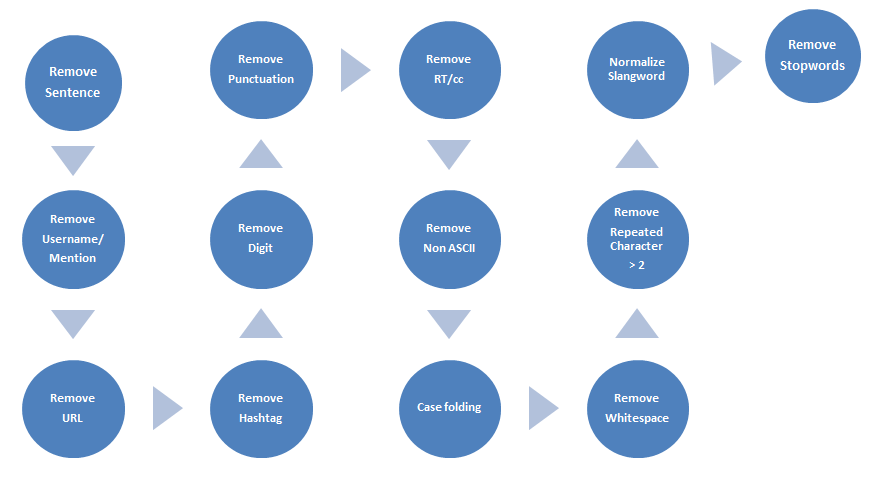 Remove
Sentence
Remove
Username/
Mention
Remove
URL
Remove
Hashtag
Remove
Digit
Remove
Punctuation
Remove
RT/cc
Remove
Non ASCII
Case folding
Remove
Whitespace
Remove
Repeated
Character
> 2
Normalize
Slangword
Remove
Stopwords